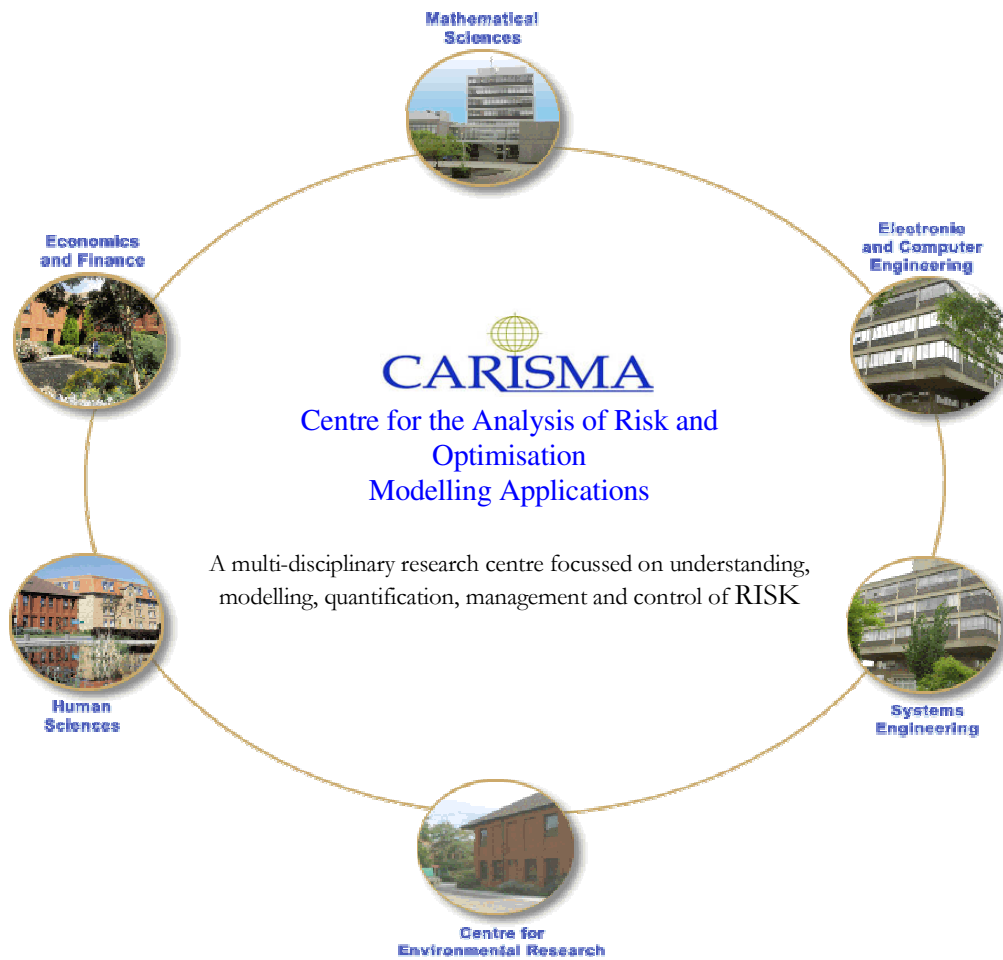 Mathematical
Sciences
Economics
and Finance
Electronic
and Computer
Engineering
CARISMA
Centre for the Analysis of Risk and
Optimisation
Modelling Applications
A multi-disciplinary research centre focussed on understanding,
modelling, quantification, management and control of RISK
Human
Sciences
Systems
Engineering
Centre for
Environmental Research